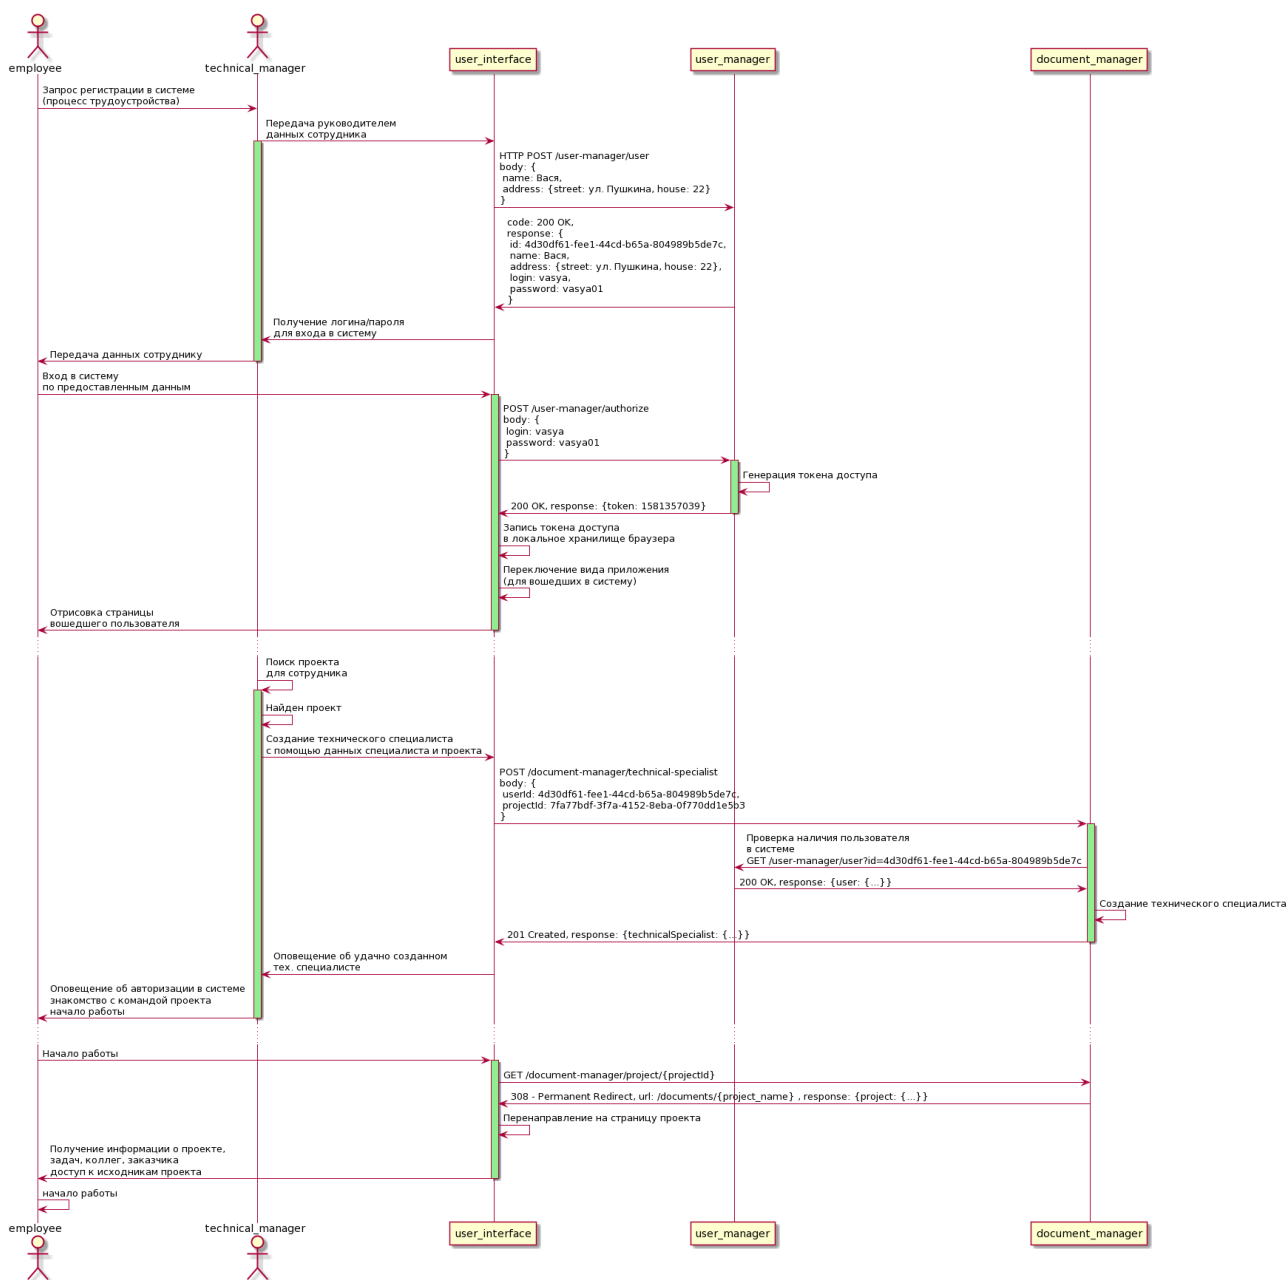 employee
technical_manager
user_interface
user_manager
document_manager
Запрос регистрации в системе
(процесс трудоустройства)
Передача руководителем
данных сотрудника
HTTP POST /user-manager/user
body: {
name: Вася,
address: {street: ул. Пушкина, house: 22}
}
code: 200 OK,
response: {
id: 4d30df61-fee1-44cd-b65a-804989b5de7c,
name: Вася,
address: {street: ул. Пушкина, house: 22},
login: vasya,
password: vasya01
}
Получение логина/пароля
для входа в систему
Передача данных сотруднику
Вход в систему
по предоставленным данным
POST /user-manager/authorize
body: {
login: vasya
password: vasya01
}
Генерация токена доступа
200 OK, response: {token: 1581357039}
Запись токена доступа
в локальное хранилище браузера
Переключение вида приложения
(для вошедших в систему)
Отрисовка страницы
вошедшего пользователя
Поиск проекта
для сотрудника
Найден проект
Создание технического специалиста
с помощью данных специалиста и проекта
POST /document-manager/technical-specialist
body: {
userId: 4d30df61-fee1-44cd-b65a-804989b5de7c,
projectId: 7fa77bdf-3f7a-4152-8eba-0f770dd1e5b3
}
Проверка наличия пользователя
в системе
GET /user-manager/user?id=4d30df61-fee1-44cd-b65a-804989b5de7c
200 OK, response: {user: {...}}
Создание технического специалиста
201 Created, response: {technicalSpecialist: {...}}
Оповещение об удачно созданном
тех. специалисте
Оповещение об авторизации в системе
знакомство с командой проекта
начало работы
Начало работы
GET /document-manager/project/{projectId}
308 - Permanent Redirect, url: /documents/{project_name} , response: {project: {...}}
Перенаправление на страницу проекта
Получение информации о проекте,
задач, коллег, заказчика
доступ к исходникам проекта
начало работы
employee
technical_manager
user_interface
user_manager
document_manager